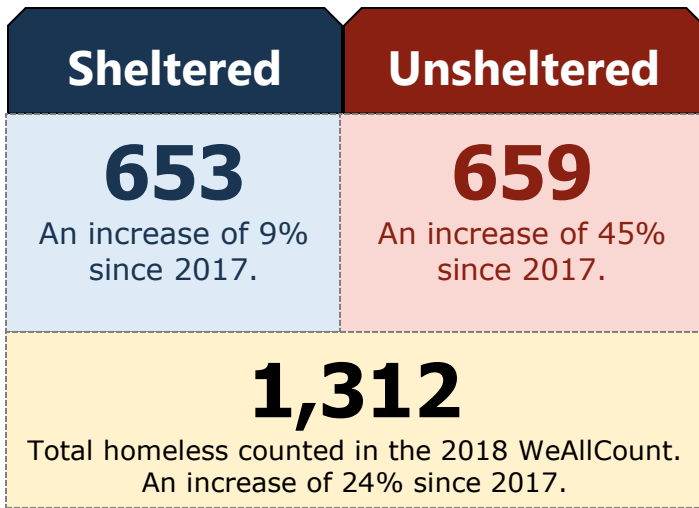 Sheltered
Unsheltered
653
An increase of 9%
since 2017.
659
An increase of 45%
since 2017.
1,312
Total homeless counted in the 2018 WeAllCount.
An increase of 24% since 2017.